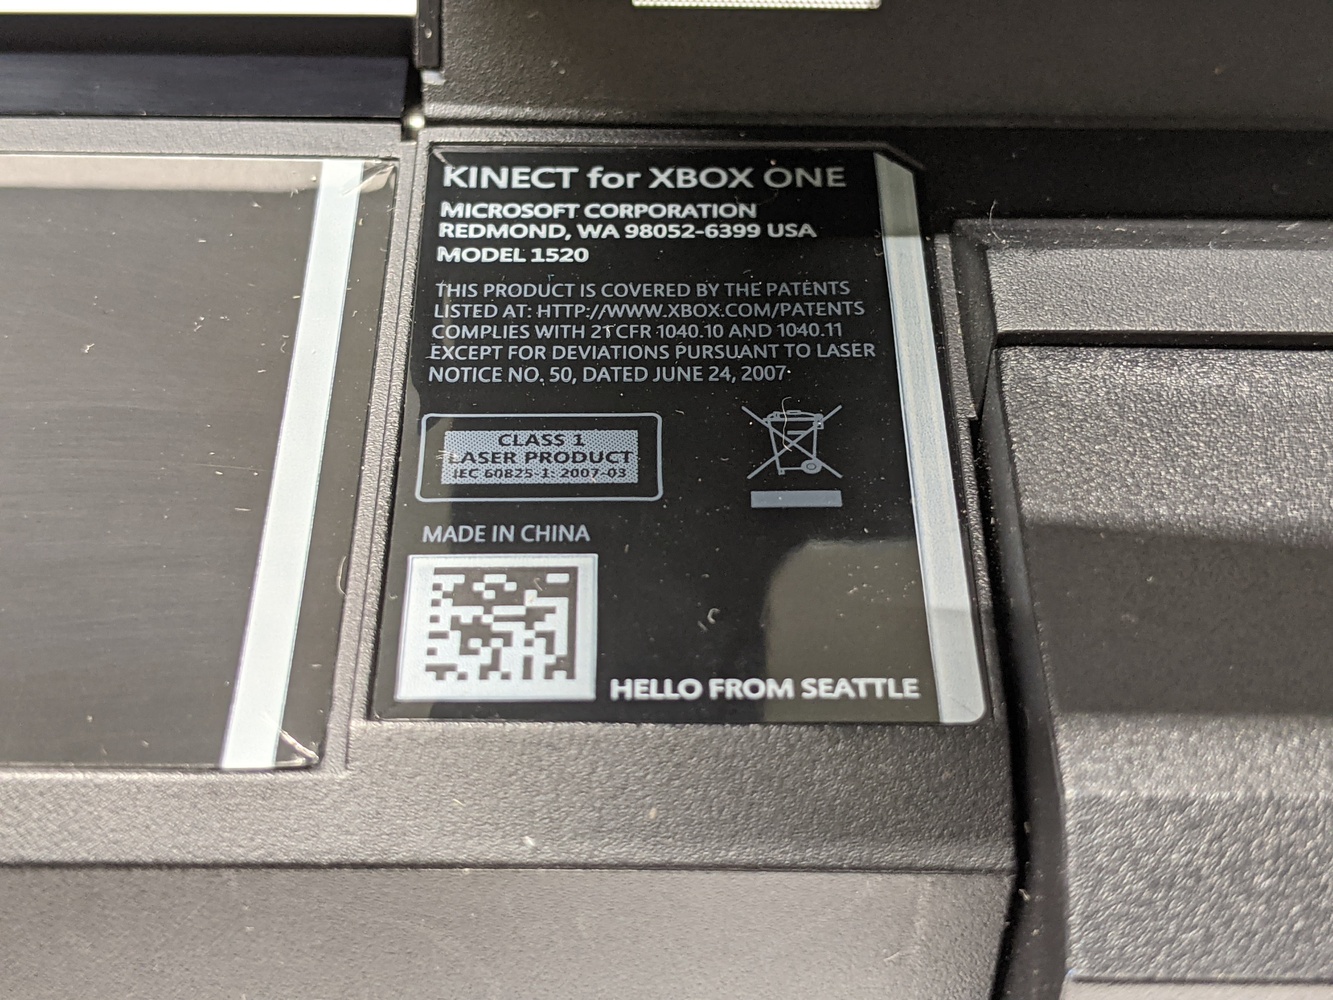 KINECT for XBOX ONE
MICROSOFT CORPORATION
REDMOND, WA 98052-6399 USA
MODEL 1520
THIS PRODUCT IS COVERED BY THE PATENTS
LISTED AT: HTTP://WWW.XBOX.COM/PATENTS
COMPLIES WITH 21 CFR 1040.10 AND 1040.11
EXCEPT FOR DEVIATIONS PURSUANT TO LASER
NOTICE NO. 50, DATED JUNE 24, 2007
CLASS 1
LASER PRODUCT
IEC 60825-1 2007-03
MADE IN CHINA
HELLO FROM SEATTLE